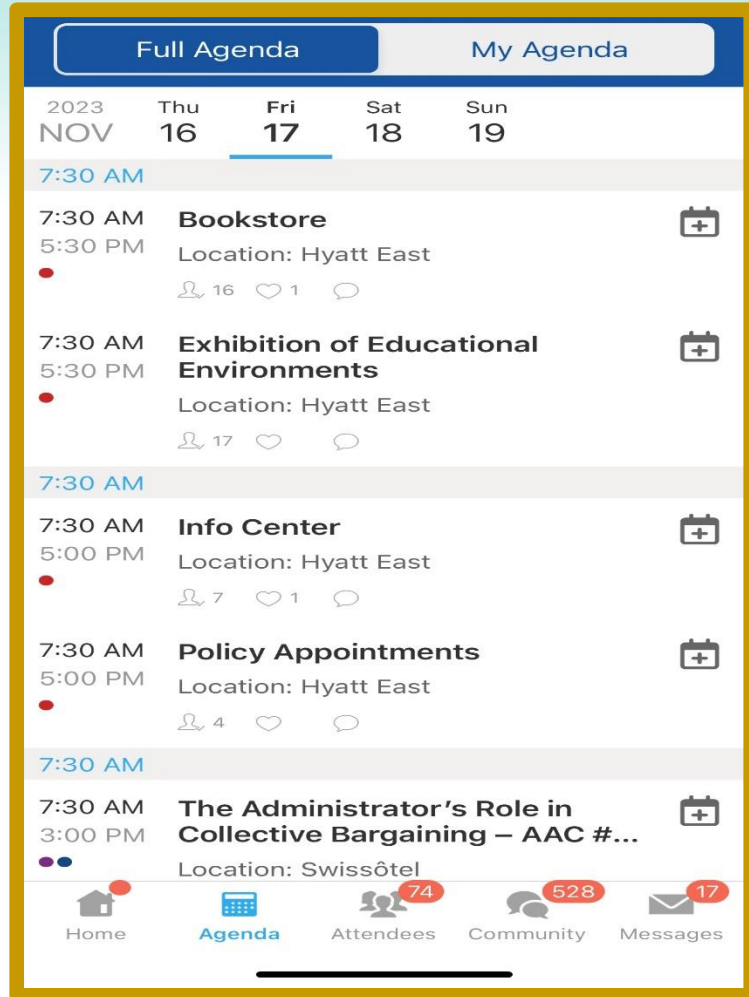 Full Agenda My Agenda
2023 Thu Fri Sat Sun
NOV 16 17 18 19
7:30 AM
7:30 AM Bookstore
5:30 PM Location: Hyatt East
16 1
7:30 AM Exhibition of Educational
5:30 PM Environments
Location: Hyatt East
17
7:30 AM
7:30 AM Info Center
5:00 PM Location: Hyatt East
7 1
7:30 AM Policy Appointments
5:00 PM Location: Hyatt East
4
7:30 AM
7:30 AM The Administrator's Role in
3:00 PM Collective Bargaining – AAC #...
Location: Swissôtel
74 528 17
Home Agenda Attendees Community Messages